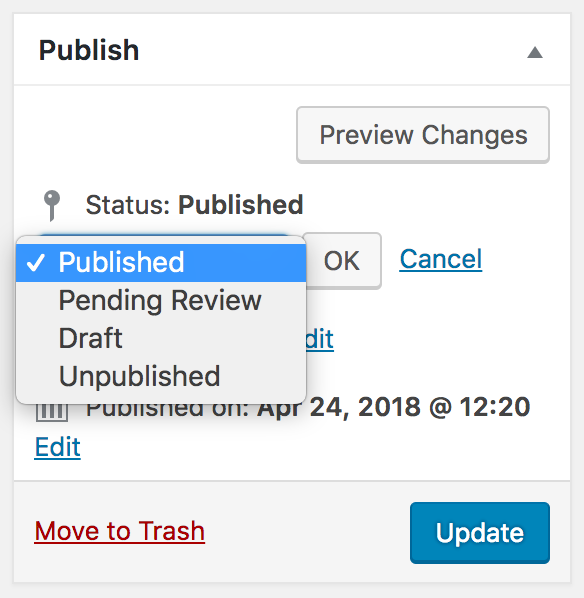 Publish
Preview Changes
Status: Published
Published
OK
Cancel
Pending Review
Draft
dit
Unpublished
Published on: Apr 24, 2018 @ 12:20
Edit
Move to Trash
Update